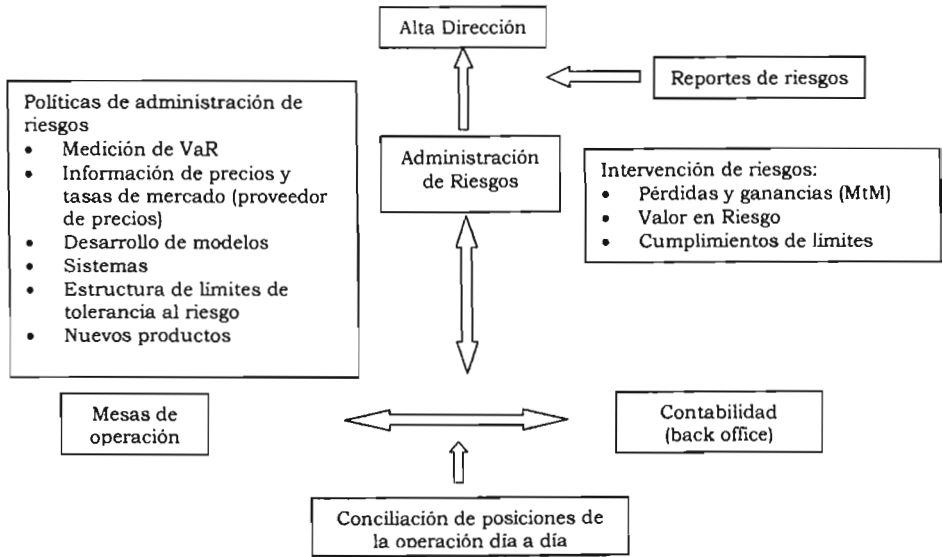 Alta Dirección
Reportes de riesgos
Políticas de administración de
riesgos
• Medición de VaR
• Información de precios y
tasas de mercado (proveedor
de precios)
• Desarrollo de modelos
• Sistemas
• Estructura de límites de
tolerancia al riesgo
• Nuevos productos
Administración
de Riesgos
Intervención de riesgos:
• Pérdidas y ganancias (MtM)
• Valor en Riesgo
• Cumplimientos de límites
Mesas de
operación
Contabilidad
(back office)
Conciliación de posiciones de
la operación día a día